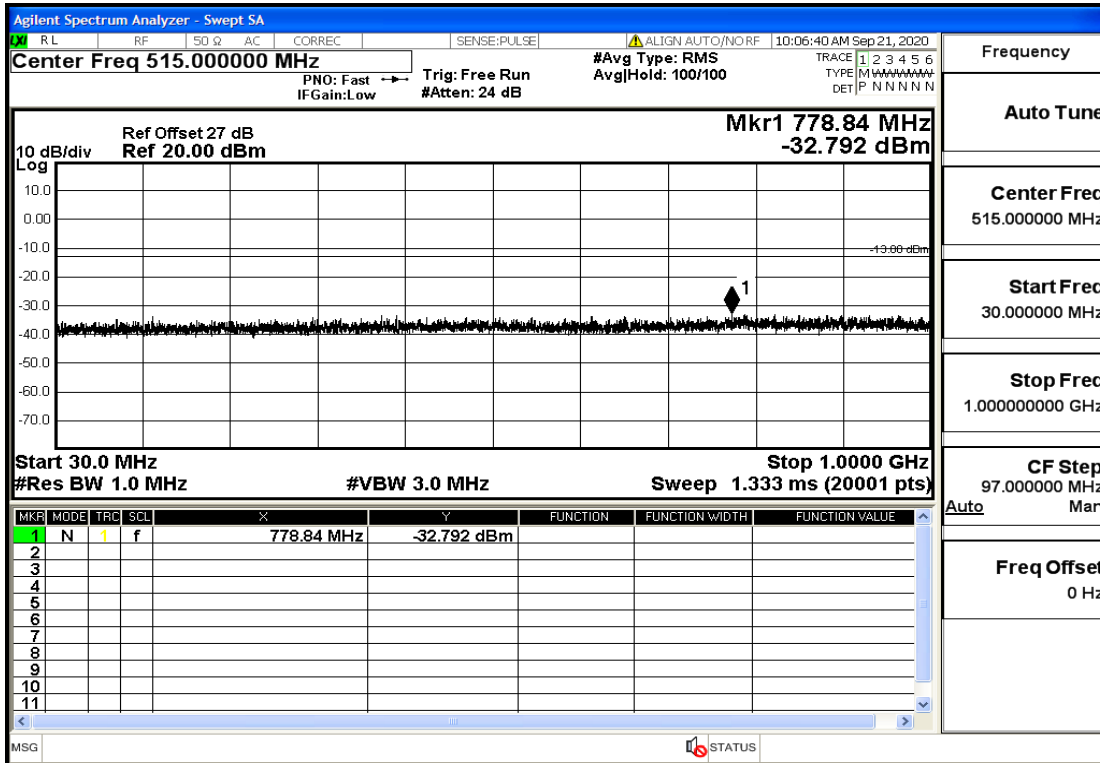 Agilent Spectrum Analyzer - Swept SA
LXI RL RF 50 Ω AC CORREC SENSE:PULSE ALIGN AUTO/NO RF 10:06:40 AM Sep 21, 2020
Center Freq 515.000000 MHz
PNO: Fast
IFGain:Low
Trig: Free Run
#Atten: 24 dB
#Avg Type: RMS
Avg|Hold: 100/100
TRACE 1 2 3 4 5 6
TYPE M WWWWW
DET P N N N N N
Ref Offset 27 dB
10 dB/div Ref 20.00 dBm
Log
Mkr1 778.84 MHz
-32.792 dBm
10.0
0.00
-10.0
-13.00 dBm
-20.0
1
-30.0
-40.0
-50.0
-60.0
-70.0
Start 30.0 MHz Stop 1.0000 GHz
#Res BW 1.0 MHz #VBW 3.0 MHz Sweep 1.333 ms (20001 pts)
MKR MODE TRC SCL X Y FUNCTION FUNCTION WIDTH FUNCTION VALUE
1 N 1 f 778.84 MHz -32.792 dBm
2
3
4
5
6
7
8
9
10
11
MSG STATUS
Frequency
Auto Tune
Center Freq
515.000000 MHz
Start Freq
30.000000 MHz
Stop Freq
1.000000000 GHz
CF Step
97.000000 MHz
Auto Man
Freq Offset
0 Hz